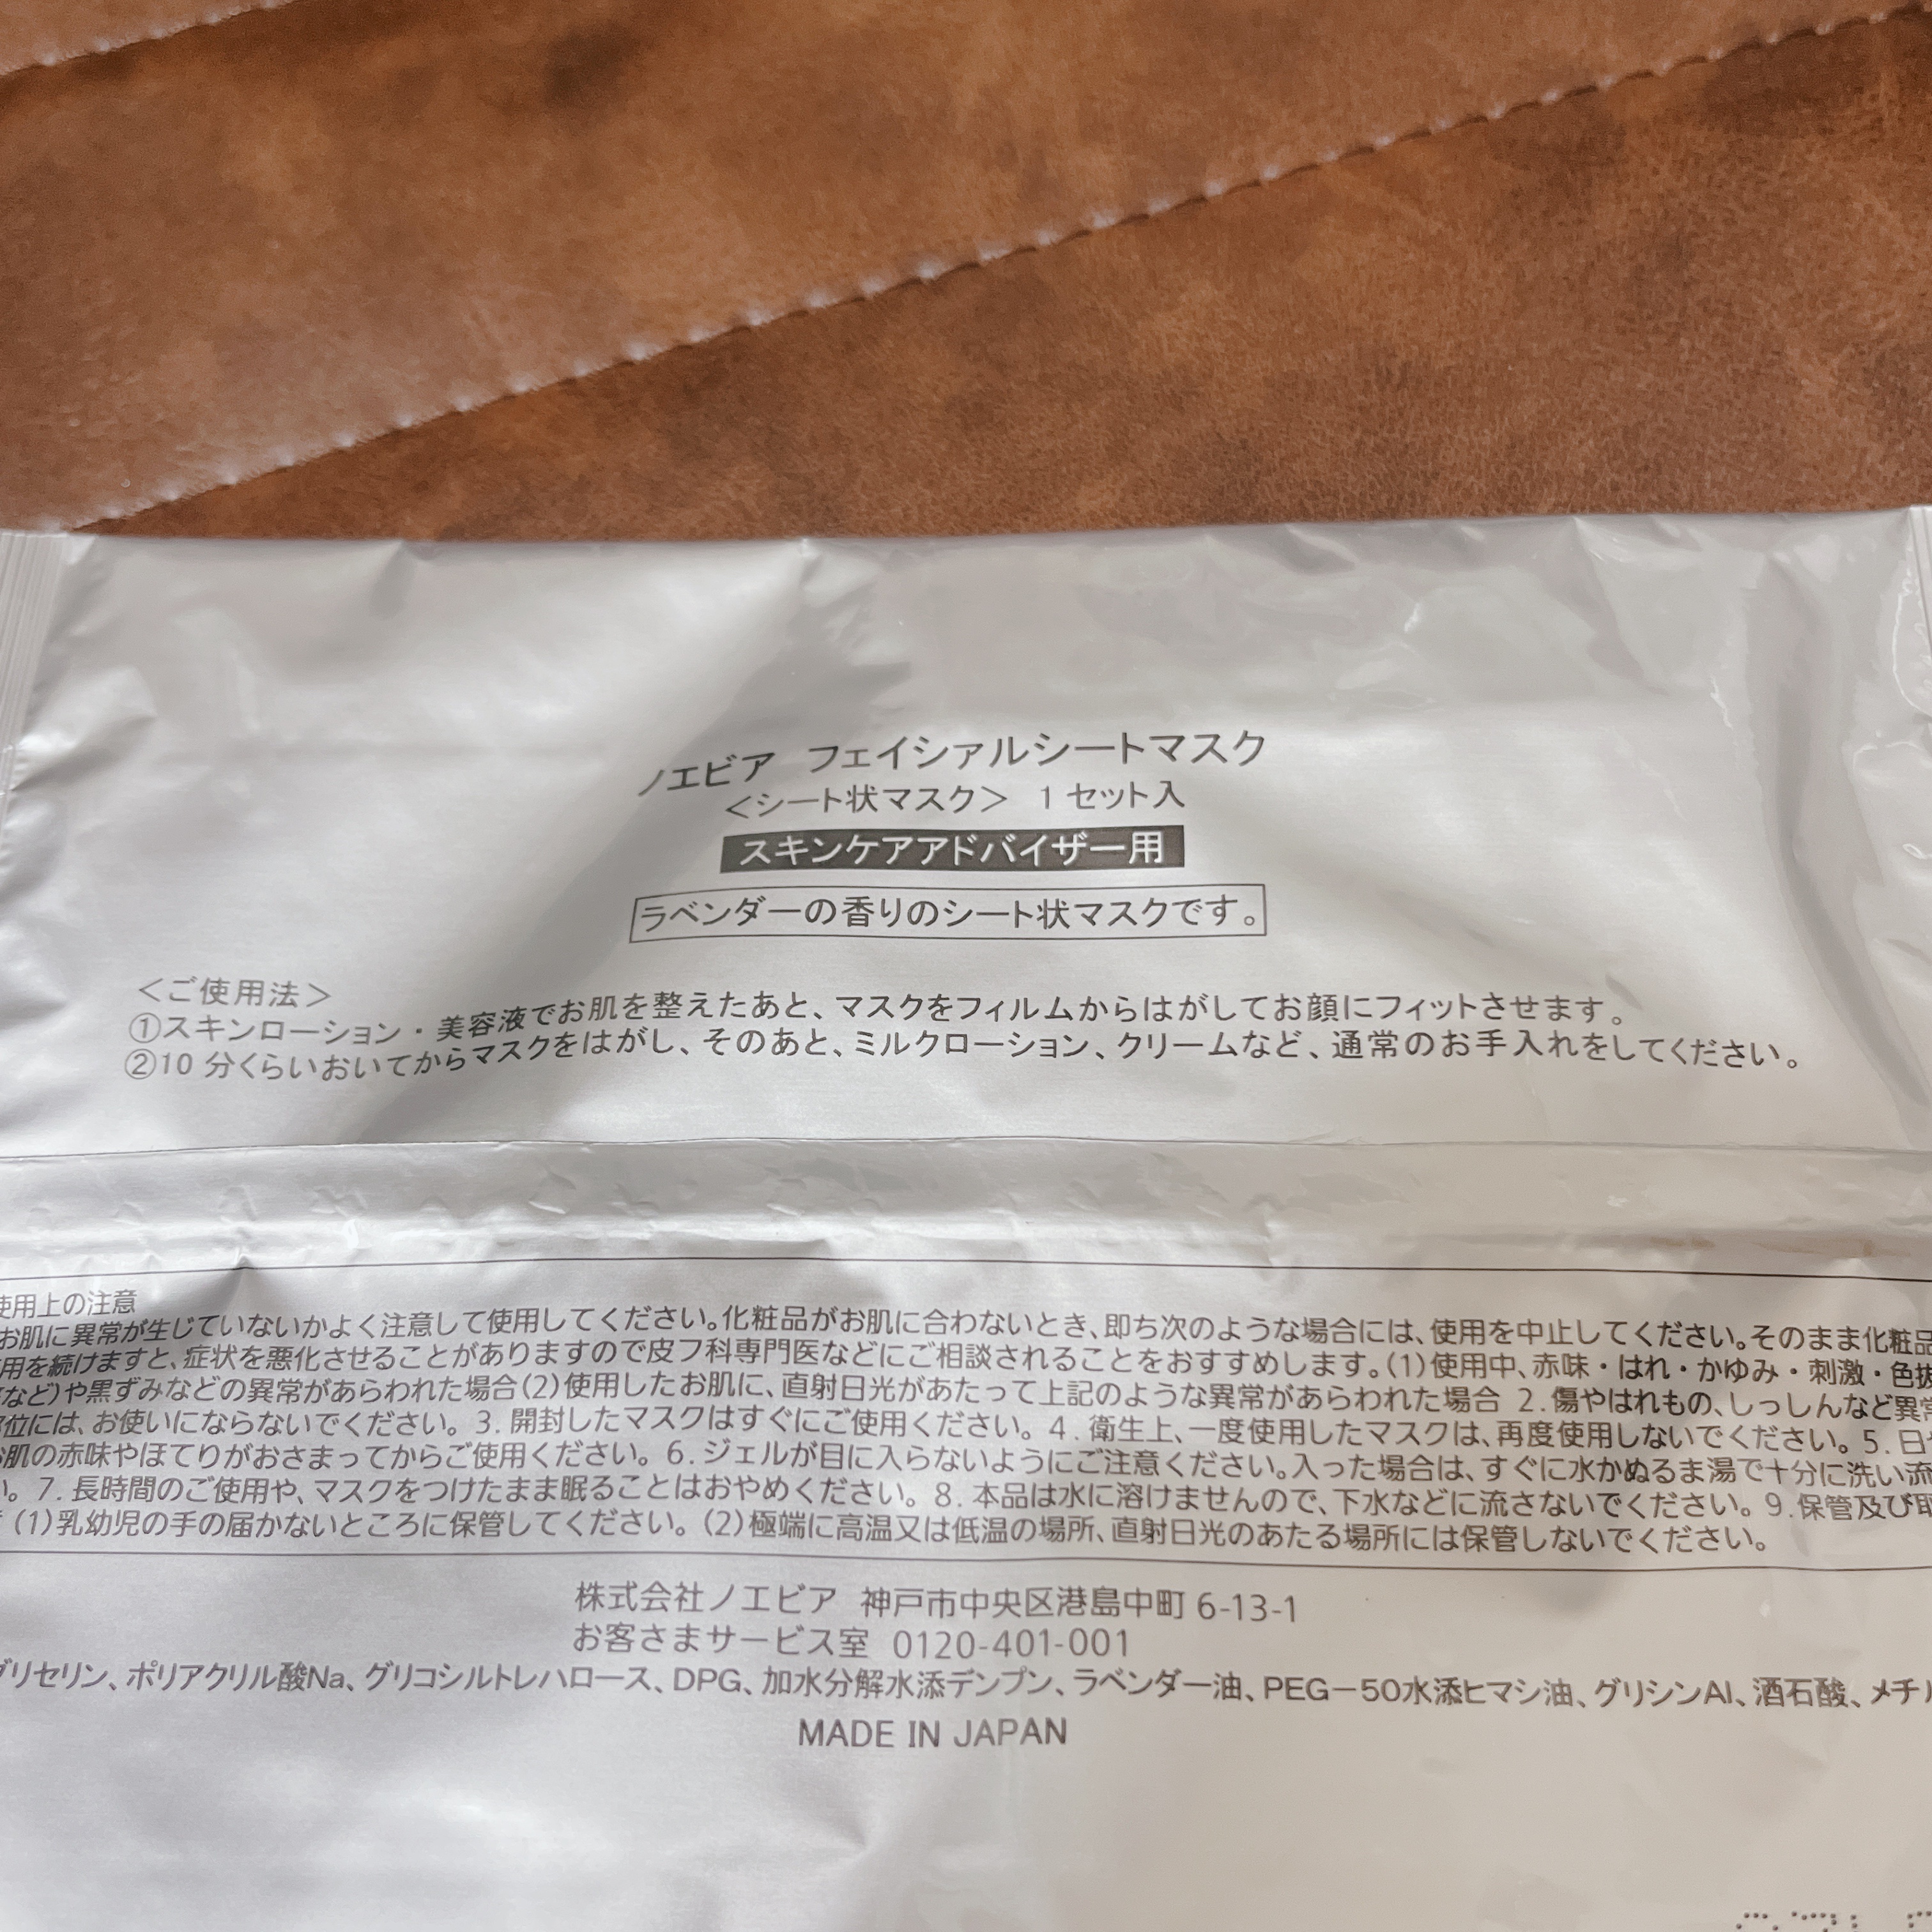 ノエビア フェイシァルシートマスク
＜シート状マスク＞ 1セット入
スキンケアアドバイザー用
ラベンダーの香りのシート状マスクです。
＜ご使用法＞
①スキンローション・美容液でお肌を整えたあと、マスクをフィルムからはがしてお顔にフィットさせます。
②10分くらいおいてからマスクをはがし、そのあと、ミルクローション、クリームなど、通常のお手入れをしてください。
使用上の注意
お肌に異常が生じていないかよく注意して使用してください。化粧品がお肌に合わないとき、即ち次のような場合には、使用を中止してください。そのまま化粧品
用を続けますと、症状を悪化させることがありますので皮フ科専門医などにご相談されることをおすすめします。(1)使用中、赤味・はれ・かゆみ・刺激・色抜
など)や黒ずみなどの異常があらわれた場合(2)使用したお肌に、直射日光があたって上記のような異常があらわれた場合 2.傷やはれもの、しっしんなど異常
位には、お使いにならないでください。 3.開封したマスクはすぐにご使用ください。 4.衛生上、一度使用したマスクは、再度使用しないでください。 5.日
お肌の赤味やほてりがおさまってからご使用ください。 6.ジェルが目に入らないようにご注意ください。入った場合は、すぐに水かぬるま湯で十分に洗い流
い。 7.長時間のご使用や、マスクをつけたまま眠ることはおやめください。 8.本品は水に溶けませんので、下水などに流さないでください。 9.保管及び取
(1)乳幼児の手の届かないところに保管してください。(2)極端に高温又は低温の場所、直射日光のあたる場所には保管しないでください。
株式会社ノエビア 神戸市中央区港島中町6-13-1
お客さまサービス室 0120-401-001
グリセリン、ポリアクリル酸Na、グリコシルトレハロース、DPG、加水分解水添デンプン、ラベンダー油、PEG－50水添ヒマシ油、グリシンAl、酒石酸、メチル
MADE IN JAPAN